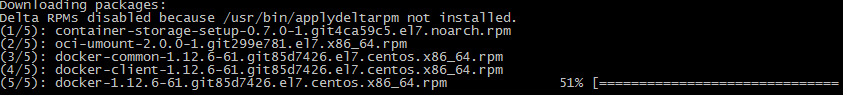 Downloading packages:
Delta RPMs disabled because /usr/bin/applydeltarpm not installed.
(1/5): container-storage-setup-0.7.0-1.git4ca59c5.el7.noarch.rpm
(2/5): oci-umount-2.0.0-1.git299e781.el7.x86_64.rpm
(3/5): docker-common-1.12.6-61.git85d7426.el7.centos.x86_64.rpm
(4/5): docker-client-1.12.6-61.git85d7426.el7.centos.x86_64.rpm
(5/5): docker-1.12.6-61.git85d7426.el7.centos.x86_64.rpm 51% [==============================